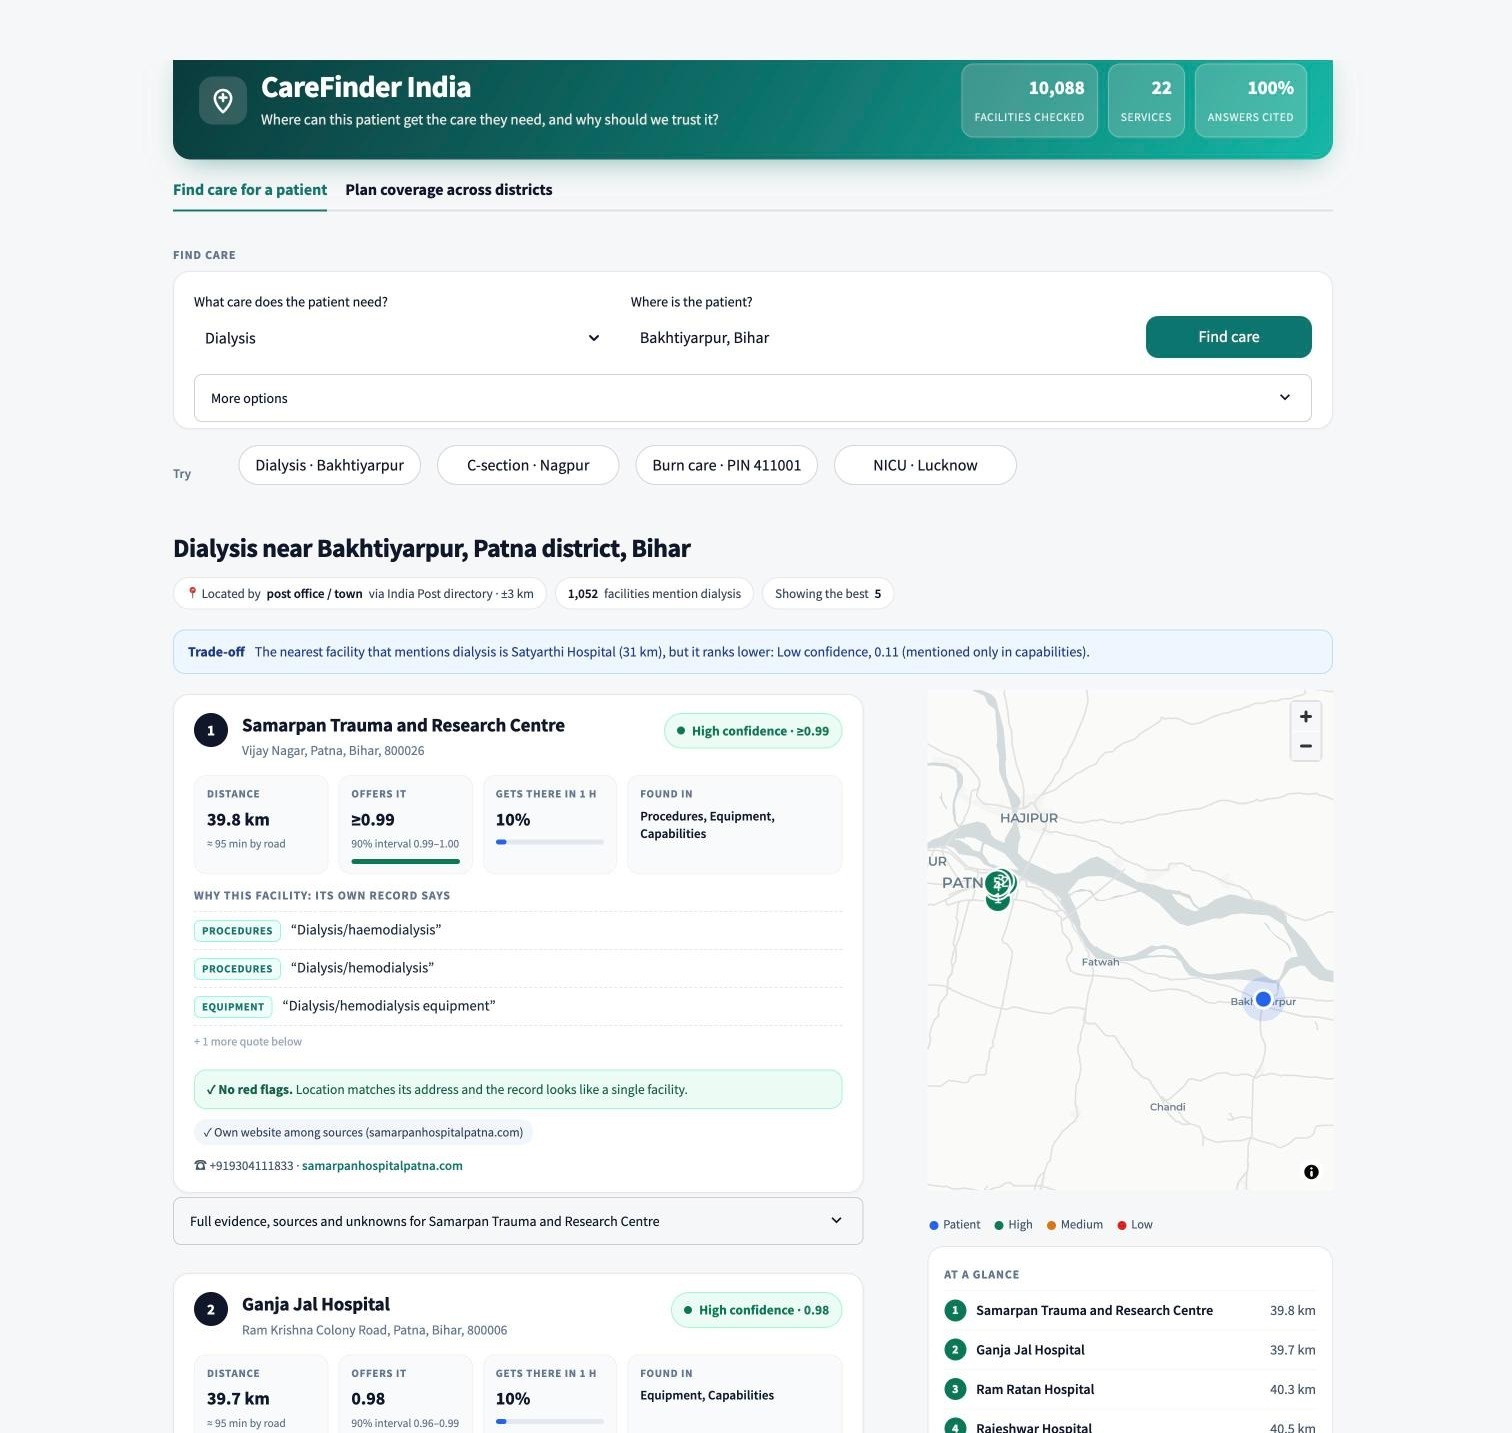 CareFinder India
Where can this patient get the care they need, and why should we trust it?
10,088
FACILITIES CHECKED
22
SERVICES
100%
ANSWERS CITED
Find care for a patient
Plan coverage across districts
FIND CARE
What care does the patient need?
Where is the patient?
Dialysis
Bakhtiyarpur, Bihar
Find care
More options
Try
Dialysis · Bakhtiyarpur
C-section · Nagpur
Burn care · PIN 411001
NICU · Lucknow
Dialysis near Bakhtiyarpur, Patna district, Bihar
Located by post office / town via India Post directory · ±3 km
1,052 facilities mention dialysis
Showing the best 5
Trade-off The nearest facility that mentions dialysis is Satyarthi Hospital (31 km), but it ranks lower: Low confidence, 0.11 (mentioned only in capabilities).
1
Samarpan Trauma and Research Centre
High confidence · ≥0.99
Vijay Nagar, Patna, Bihar, 800026
DISTANCE
39.8 km
≈ 95 min by road
OFFERS IT
≥0.99
90% interval 0.99–1.00
GETS THERE IN 1 H
10%
FOUND IN
Procedures, Equipment,
Capabilities
WHY THIS FACILITY: ITS OWN RECORD SAYS
PROCEDURES “Dialysis/haemodialysis”
PROCEDURES “Dialysis/hemodialysis”
EQUIPMENT “Dialysis/hemodialysis equipment”
+ 1 more quote below
✓ No red flags. Location matches its address and the record looks like a single facility.
✓ Own website among sources (samarpanhospitalpatna.com)
☎ +919304111833 · samarpanhospitalpatna.com
Full evidence, sources and unknowns for Samarpan Trauma and Research Centre
2
Ganja Jal Hospital
High confidence · 0.98
Ram Krishna Colony Road, Patna, Bihar, 800006
DISTANCE
39.7 km
≈ 95 min by road
OFFERS IT
0.98
90% interval 0.96–0.99
GETS THERE IN 1 H
10%
FOUND IN
Equipment, Capabilities
+
−
HAJIPUR
UR
PATN
Fatwah
Chandi
Patient
High
Medium
Low
AT A GLANCE
1 Samarpan Trauma and Research Centre 39.8 km
2 Ganja Jal Hospital 39.7 km
3 Ram Ratan Hospital 40.3 km
4 Rajeshwar Hospital 40.5 km